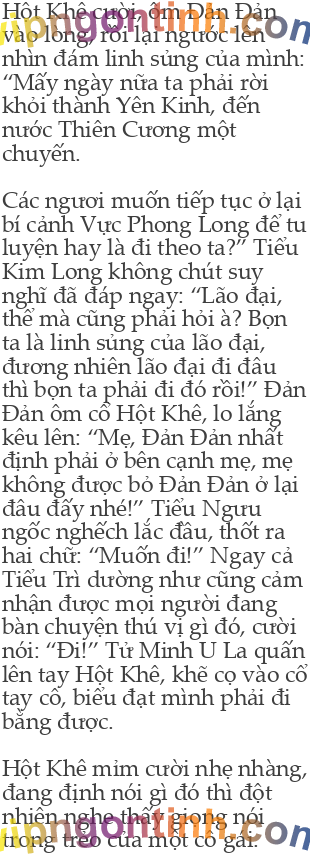 Hột Khê cười, ôm Đản Đản
vào lòng, rồi lại ngước lên
nhìn đám linh sủng của mình:
“Mấy ngày nữa ta phải rời
khỏi thành Yên Kinh, đến
nước Thiên Cương một
chuyến.
Các ngươi muốn tiếp tục ở lại
bí cảnh Vực Phong Long để tu
luyện hay là đi theo ta?” Tiểu
Kim Long không chút suy
nghĩ đã đáp ngay: “Lão đại,
thế mà cũng phải hỏi à? Bọn
ta là linh sủng của lão đại,
đương nhiên lão đại đi đâu
thì bọn ta phải đi đó rồi!” Đản
Đản ôm cổ Hột Khê, lo lắng
kêu lên: “Mẹ, Đản Đản nhất
định phải ở bên cạnh mẹ, mẹ
không được bỏ Đản Đản ở lại
đâu đấy nhé!” Tiểu Ngưu
ngốc nghếch lắc đầu, thốt ra
hai chữ: “Muốn đi!” Ngay cả
Tiểu Trì dường như cũng cảm
nhận được mọi người đang
bàn chuyện thú vị gì đó, cười
nói: “Đi!” Tử Minh U La quấn
lên tay Hột Khê, khẽ cọ vào cổ
tay cô, biểu đạt mình phải đi
bằng được.
Hột Khê mỉm cười nhẹ nhàng,
đang định nói gì đó thì đột
nhiên nghe thấy giọng nói
trong trẻo của một cô gái: